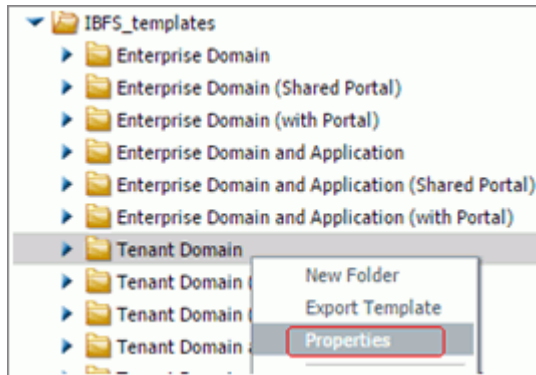 IBFS_templates
Enterprise Domain
Enterprise Domain (Shared Portal)
Enterprise Domain (with Portal)
Enterprise Domain and Application
Enterprise Domain and Application (Shared Portal)
Enterprise Domain and Application (with Portal)
Tenant Domain
Tenant Domain (
New Folder
Tenant Domain (
Export Template
Tenant Domain
Properties